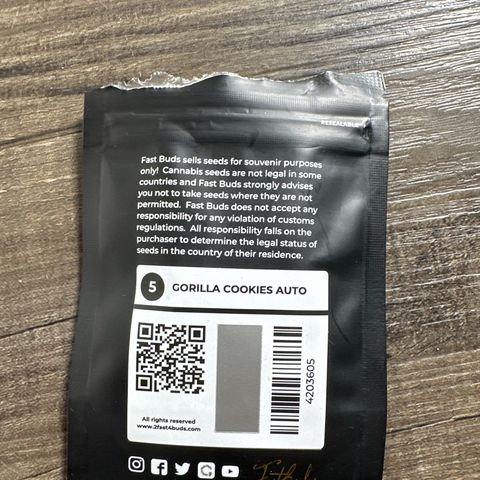 RESEALABLE
Fast Buds sells seeds for souvenir purposes
only! Cannabis seeds are not legal in some
countries and Fast Buds strongly advises
you not to take seeds where they are not
permitted. Fast Buds does not accept any
responsibility for any violation of customs
regulations. All responsibility falls on the
purchaser to determine the legal status of
seeds in the country of their residence.
5 GORILLA COOKIES AUTO
4203605
All rights reserved
www.2fast4buds.com